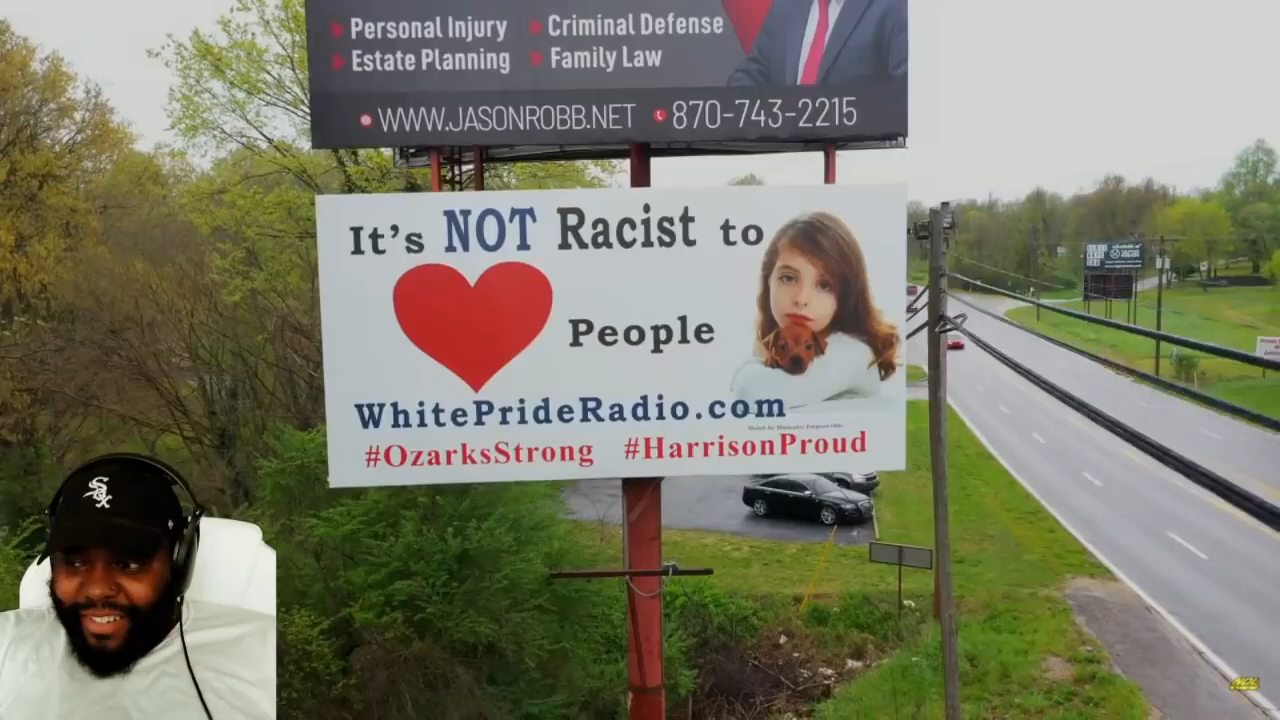 Personal Injury Criminal Defense
Estate Planning Family Law
WWW.JASONROBB.NET 870-743-2215
It's NOT Racist to
People
WhitePrideRadio.com
#OzarksStrong #HarrisonProud
Sox